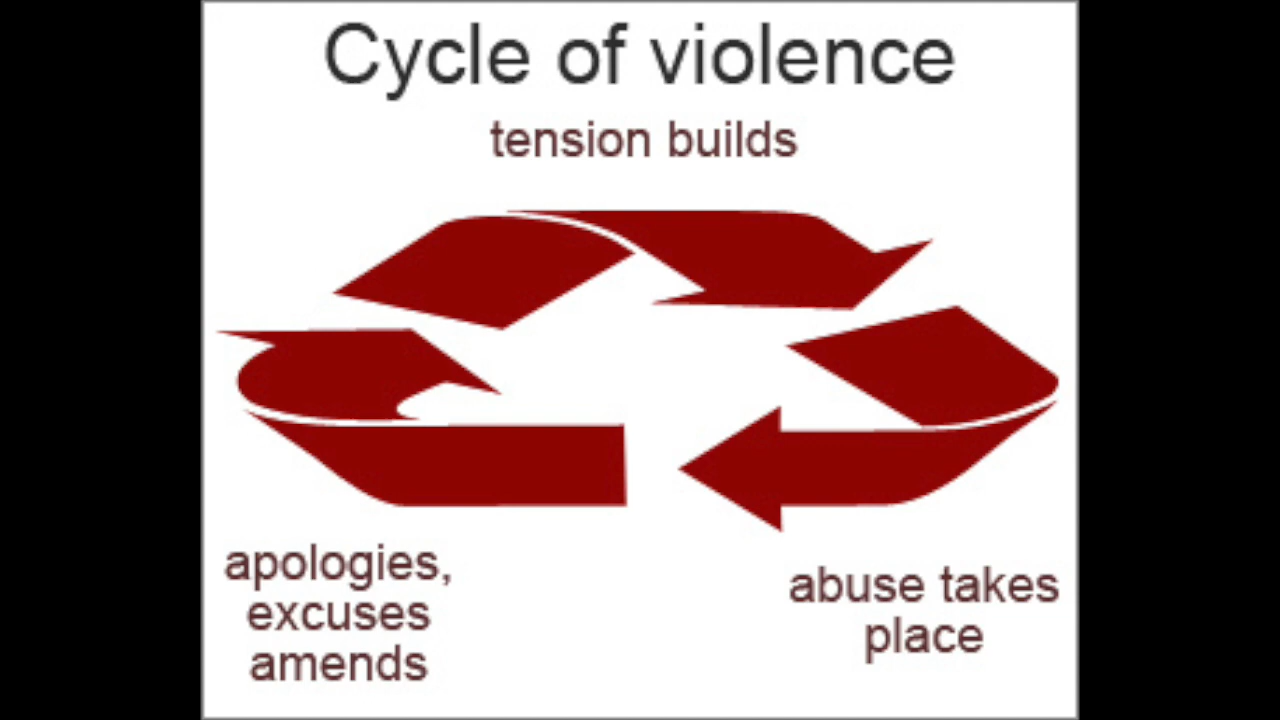 Cycle of violence
tension builds
apologies,
excuses
amends
abuse takes
place